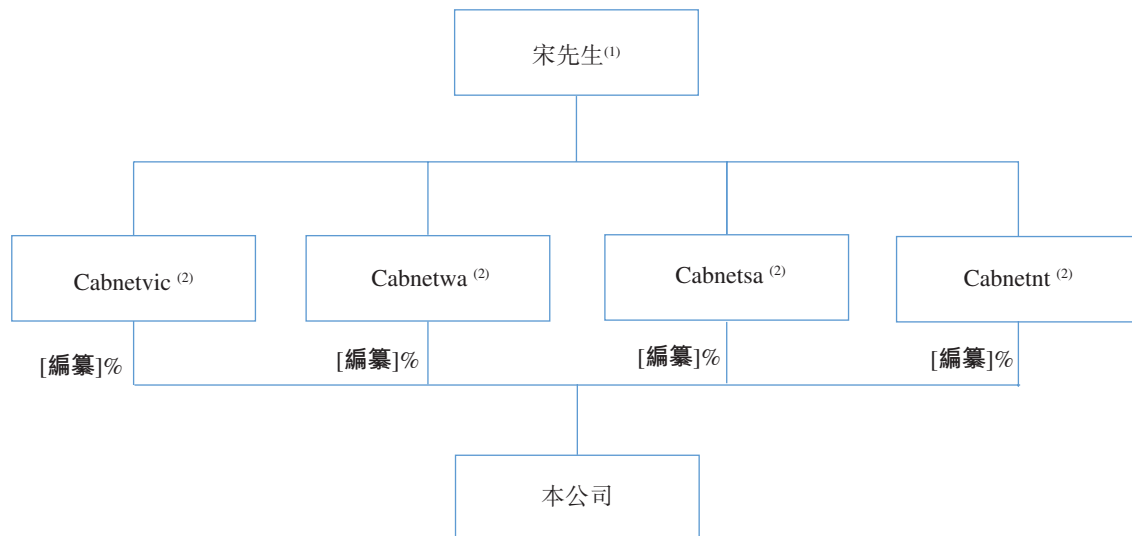 宋先生(1)
Cabnetvic (2)
Cabnetwa (2)
Cabnetsa (2)
Cabnetnt (2)
[編纂]%
[編纂]%
[編纂]%
[編纂]%
本公司